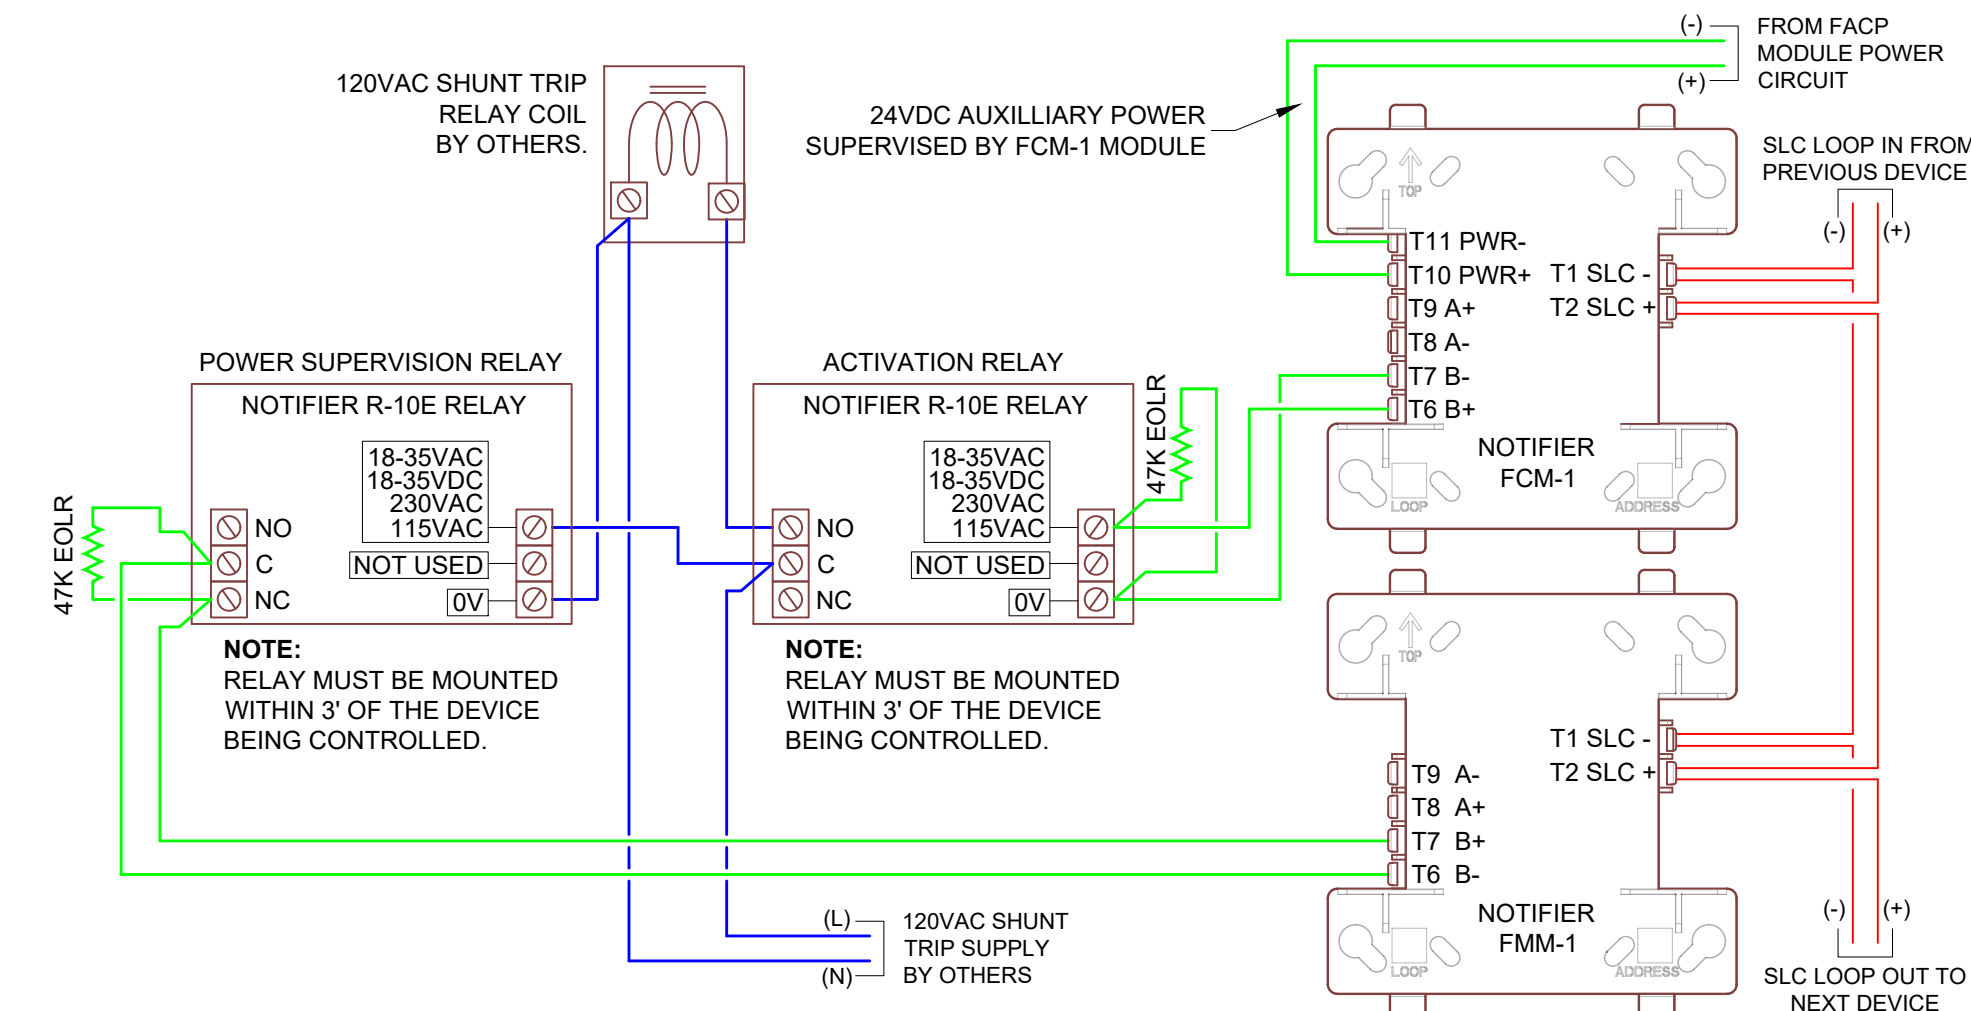 (-)
FROM FACP
MODULE POWER
(+)
CIRCUIT
120VAC SHUNT TRIP
RELAY COIL
BY OTHERS.
24VDC AUXILLIARY POWER
SUPERVISED BY FCM-1 MODULE
SLC LOOP IN FROM
PREVIOUS DEVICE
(-)
(+)
TOP
T11 PWR-
T10 PWR+
T9 A+
T8 A-
T7 B-
T6 B+
T1 SLC -
T2 SLC +
NOTIFIER
FCM-1
LOOP
ADDRESS
POWER SUPERVISION RELAY
NOTIFIER R-10E RELAY
18-35VAC
18-35VDC
230VAC
115VAC
NOT USED
0V
NO
C
NC
47K EOLR
NOTE:
RELAY MUST BE MOUNTED
WITHIN 3' OF THE DEVICE
BEING CONTROLLED.
ACTIVATION RELAY
NOTIFIER R-10E RELAY
18-35VAC
18-35VDC
230VAC
115VAC
NOT USED
0V
NO
C
NC
47K EOLR
NOTE:
RELAY MUST BE MOUNTED
WITHIN 3' OF THE DEVICE
BEING CONTROLLED.
TOP
T1 SLC -
T2 SLC +
T9 A-
T8 A+
T7 B+
T6 B-
NOTIFIER
FMM-1
LOOP
ADDRESS
(L)
(N)
120VAC SHUNT
TRIP SUPPLY
BY OTHERS
(-)
(+)
SLC LOOP OUT TO
NEXT DEVICE